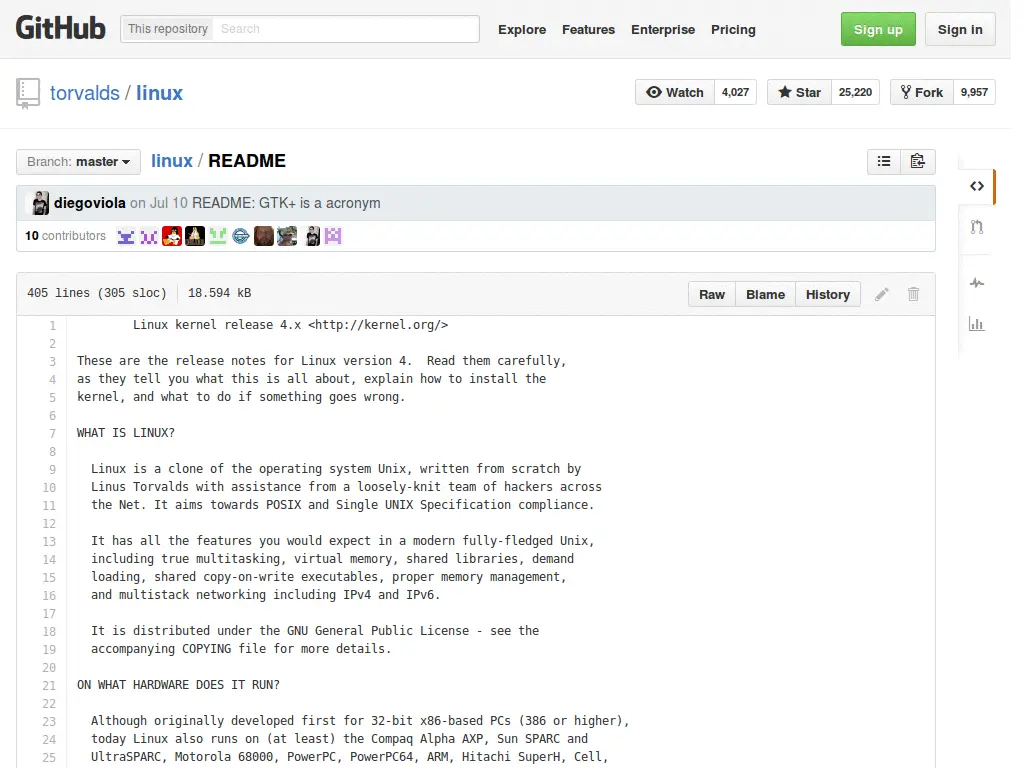 GitHub This repository Search Explore Features Enterprise Pricing Sign up Sign in
torvalds / linux Watch 4,027 Star 25,220 Fork 9,957
Branch: master linux / README
diegoviola on Jul 10 README: GTK+ is a acronym
10 contributors
405 lines (305 sloc) 18.594 kB Raw Blame History
1 Linux kernel release 4.x <http://kernel.org/>
2
3 These are the release notes for Linux version 4.  Read them carefully,
4 as they tell you what this is all about, explain how to install the
5 kernel, and what to do if something goes wrong.
6
7 WHAT IS LINUX?
8
9 Linux is a clone of the operating system Unix, written from scratch by
10 Linus Torvalds with assistance from a loosely-knit team of hackers across
11 the Net. It aims towards POSIX and Single UNIX Specification compliance.
12
13 It has all the features you would expect in a modern fully-fledged Unix,
14 including true multitasking, virtual memory, shared libraries, demand
15 loading, shared copy-on-write executables, proper memory management,
16 and multistack networking including IPv4 and IPv6.
17
18 It is distributed under the GNU General Public License - see the
19 accompanying COPYING file for more details.
20
21 ON WHAT HARDWARE DOES IT RUN?
22
23 Although originally developed first for 32-bit x86-based PCs (386 or higher),
24 today Linux also runs on (at least) the Compaq Alpha AXP, Sun SPARC and
25 UltraSPARC, Motorola 68000, PowerPC, PowerPC64, ARM, Hitachi SuperH, Cell,